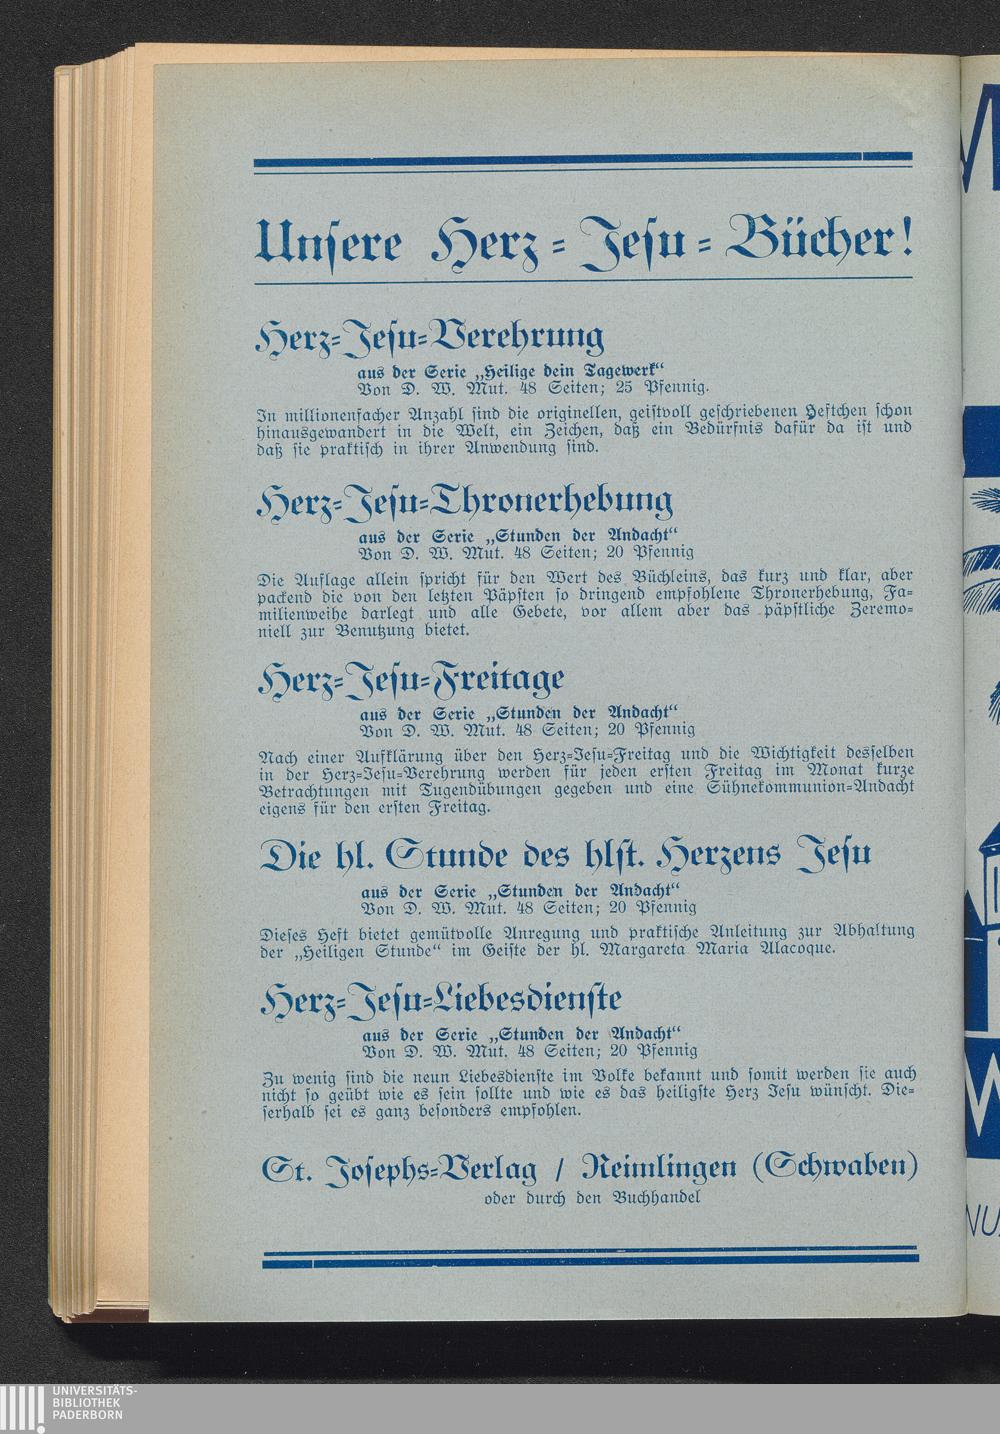 Unsere Herz=Jesu=Bücher!
Herz=Jesu=Verehrung
aus der Serie „Heilige dein Tagewerk“
Von D. W. Mut. 48 Seiten; 25 Pfennig.
In millionenfacher Anzahl sind die originellen, geistvoll geschriebenen Heftchen schon
hinausgewandert in die Welt, ein Zeichen, daß ein Bedürfnis dafür da ist und
daß sie praktisch in ihrer Anwendung sind.
Herz=Jesu=Thronerhebung
aus der Serie „Stunden der Andacht“
Von D. W. Mut. 48 Seiten; 20 Pfennig
Die Auflage allein spricht für den Wert des Büchleins, das kurz und klar, aber
packend die von den letzten Päpsten so dringend empfohlene Thronerhebung, Fa=
milienweihe darlegt und alle Gebete, vor allem aber das päpstliche Zeremo=
niell zur Benutzung bietet.
Herz=Jesu=Freitage
aus der Serie „Stunden der Andacht“
Von D. W. Mut. 48 Seiten; 20 Pfennig
Nach einer Aufklärung über den Herz=Jesu=Freitag und die Wichtigkeit desselben
in der Herz=Jesu=Verehrung werden für jeden ersten Freitag im Monat kurze
Betrachtungen mit Tugendübungen gegeben und eine Sühnekommunion=Andacht
eigens für den ersten Freitag.
Die hl. Stunde des hlst. Herzens Jesu
aus der Serie „Stunden der Andacht“
Von D. W. Mut. 48 Seiten; 20 Pfennig
Dieses Heft bietet gemütvolle Anregung und praktische Anleitung zur Abhaltung
der „Heiligen Stunde“ im Geiste der hl. Margareta Maria Alacoque.
Herz=Jesu=Liebesdienste
aus der Serie „Stunden der Andacht“
Von D. W. Mut. 48 Seiten; 20 Pfennig
Zu wenig sind die neun Liebesdienste im Volke bekannt und somit werden sie auch
nicht so geübt wie es sein sollte und wie es das heiligste Herz Jesu wünscht. Die=
serhalb sei es ganz besonders empfohlen.
St. Josephs=Verlag / Reimlingen (Schwaben)
oder durch den Buchhandel
UNIVERSITÄTS-
BIBLIOTHEK
PADERBORN